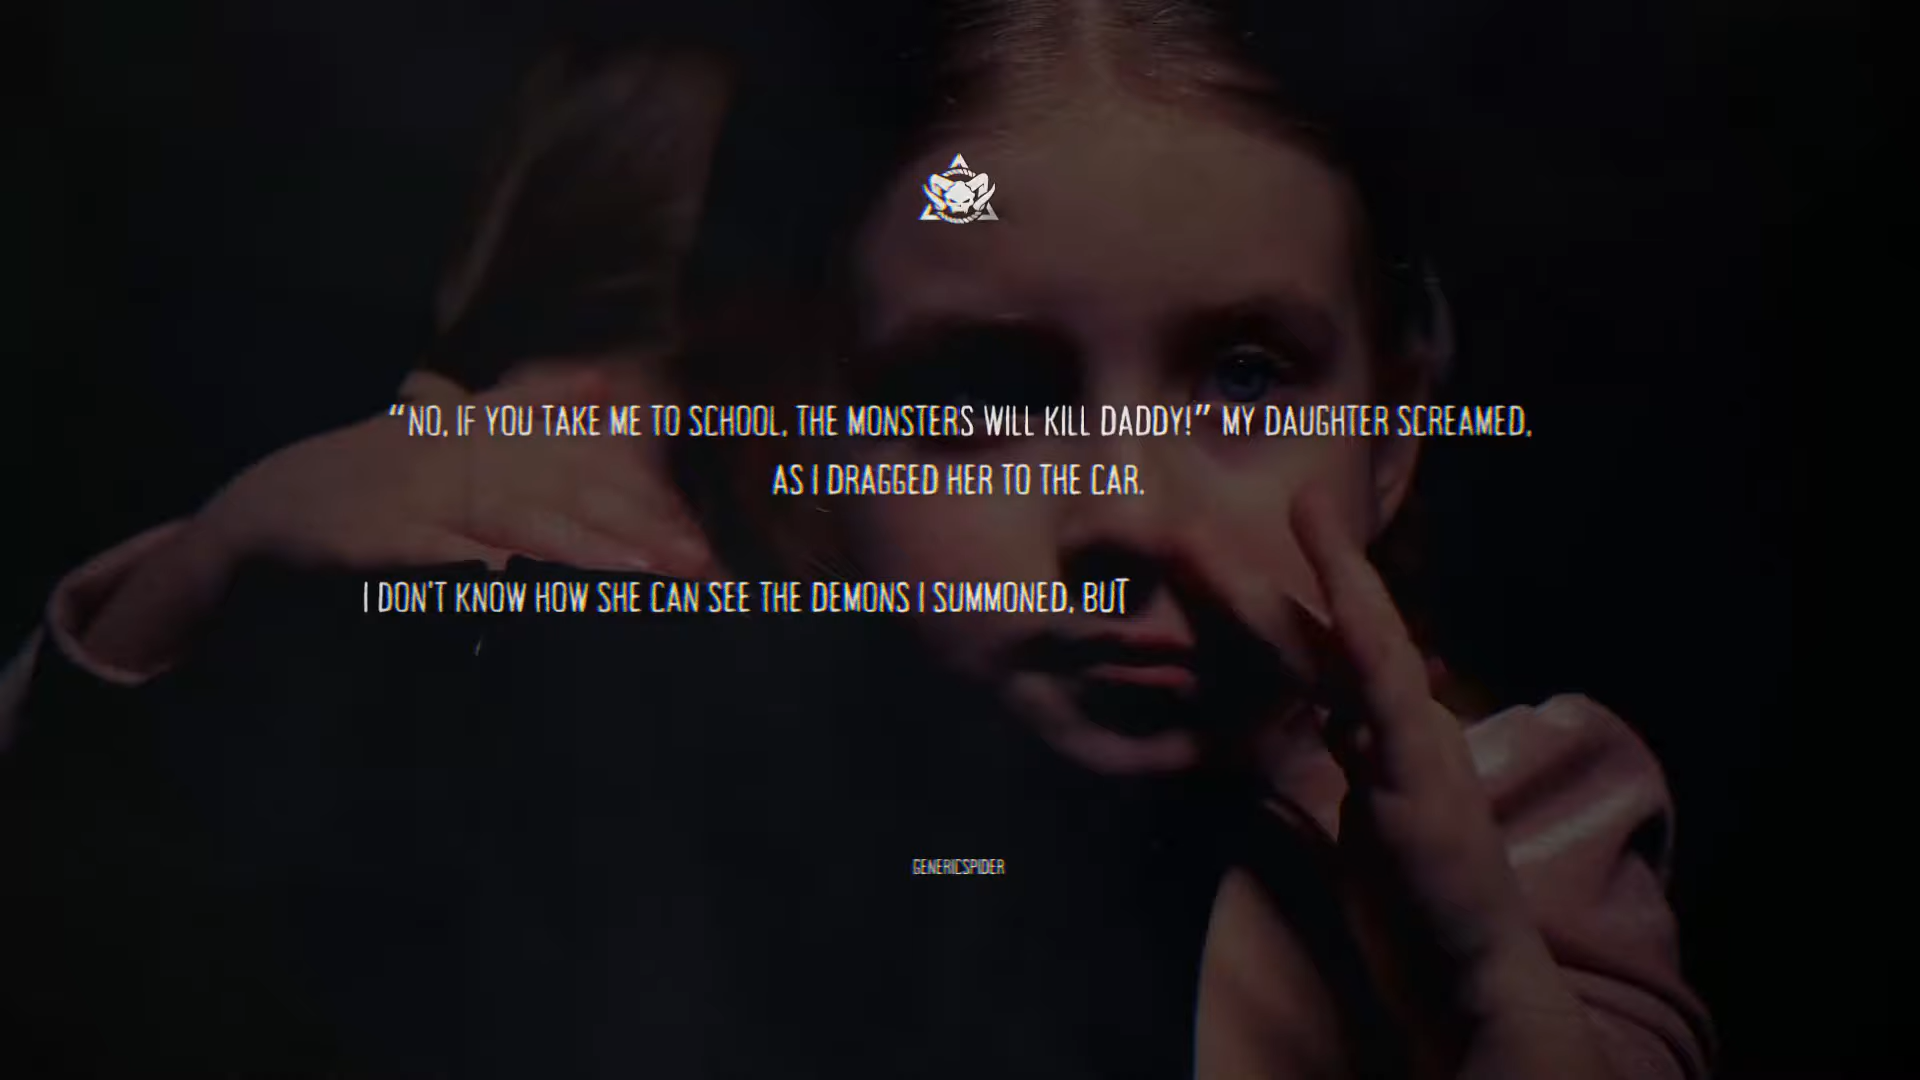 “NO, IF YOU TAKE ME TO SCHOOL, THE MONSTERS WILL KILL DADDY!” MY DAUGHTER SCREAMED,
AS I DRAGGED HER TO THE CAR.
I DON'T KNOW HOW SHE CAN SEE THE DEMONS I SUMMONED, BUT
GENERICSPIDER